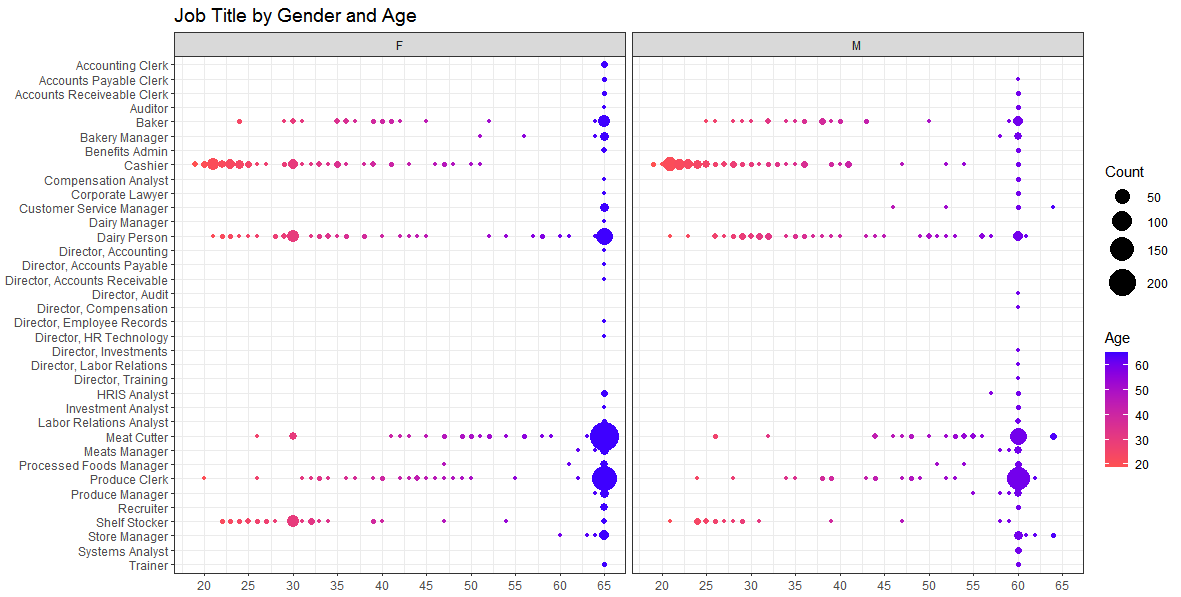 Job Title by Gender and Age
F
M
Accounting Clerk
Accounts Payable Clerk
Accounts Receiveable Clerk
Auditor
Baker
Bakery Manager
Benefits Admin
Cashier
Compensation Analyst
Corporate Lawyer
Customer Service Manager
Dairy Manager
Dairy Person
Director, Accounting
Director, Accounts Payable
Director, Accounts Receivable
Director, Audit
Director, Compensation
Director, Employee Records
Director, HR Technology
Director, Investments
Director, Labor Relations
Director, Training
HRIS Analyst
Investment Analyst
Labor Relations Analyst
Meat Cutter
Meats Manager
Processed Foods Manager
Produce Clerk
Produce Manager
Recruiter
Shelf Stocker
Store Manager
Systems Analyst
Trainer
20 25 30 35 40 45 50 55 60 65
20 25 30 35 40 45 50 55 60 65
Count
50
100
150
200
Age
60
50
40
30
20